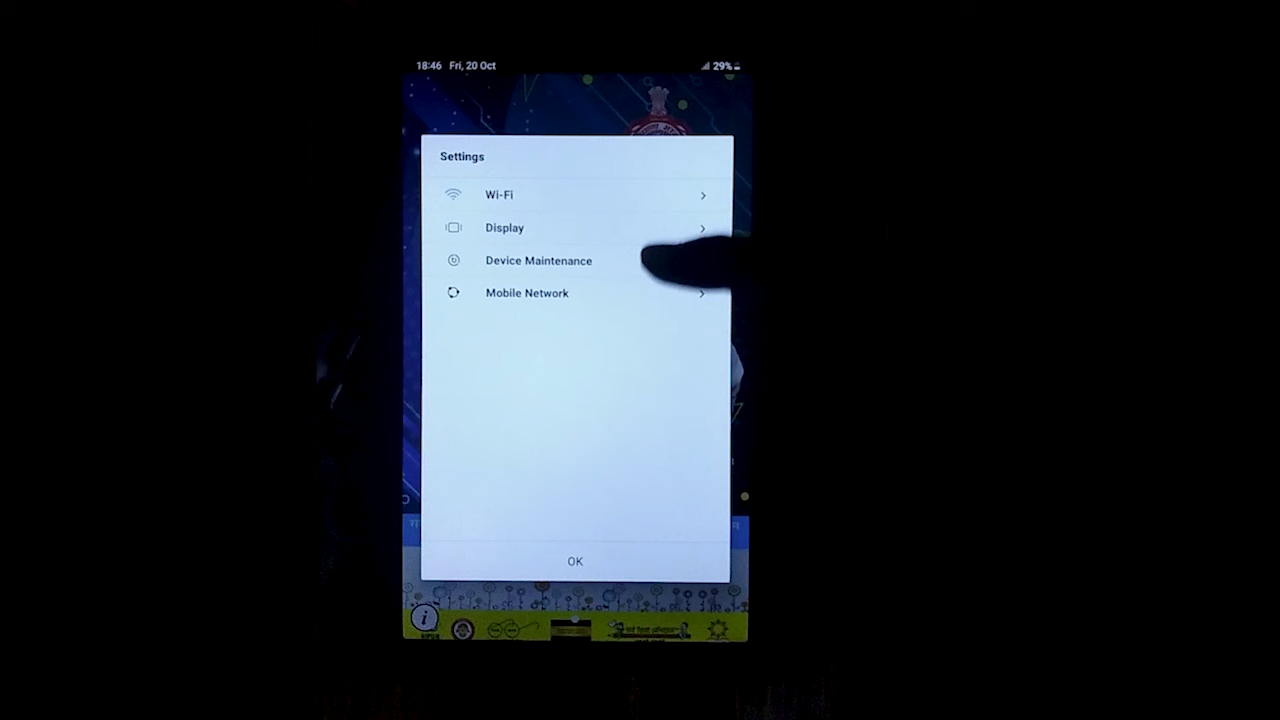 18:46 Fri, 20 Oct 29%
Settings
Wi-Fi
Display
Device Maintenance
Mobile Network
OK
i